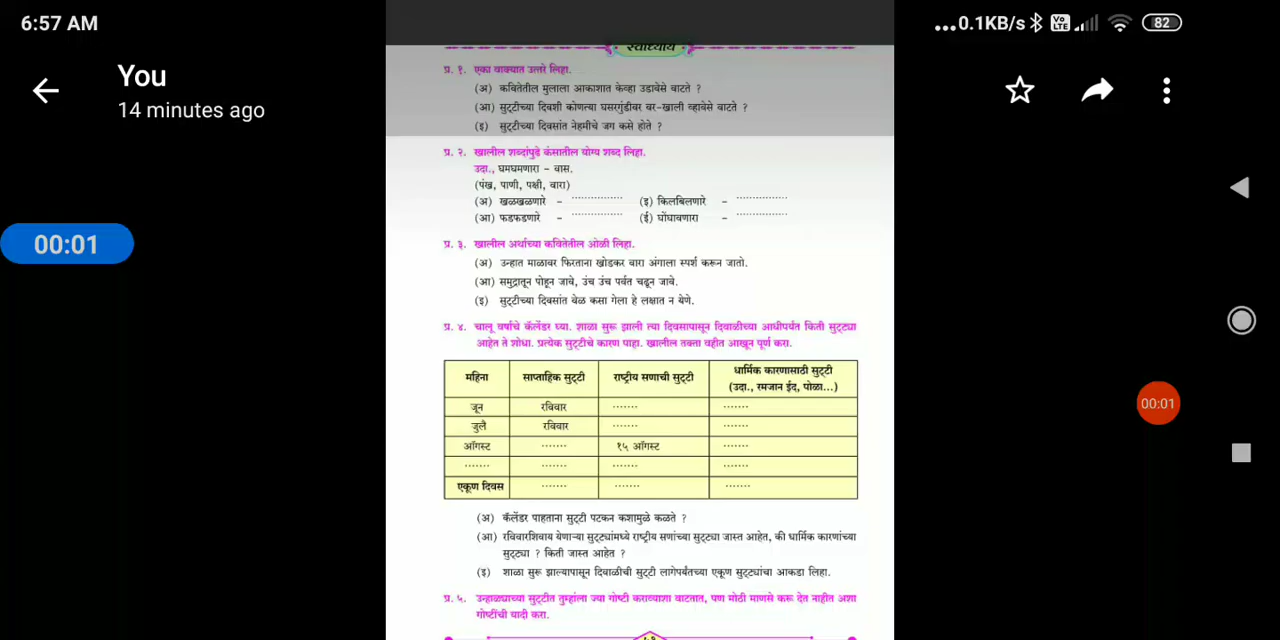 6:57 AM
...0.1KB/s Vo LTE 82
You
14 minutes ago
00:01
00:01
स्वाध्याय
प्र. १. एका वाक्यात उत्तरे लिहा.
(अ) कवितेतील मुलाला आकाशात केव्हा उडावेसे वाटते ?
(आ) सुट्टीच्या दिवशी कोणत्या घसरगुंडीवर वर-खाली व्हावेसे वाटते ?
(इ) सुट्टीच्या दिवसांत नेहमीचे जग कसे होते ?
प्र. २. खालील शब्दांपुढे कंसातील योग्य शब्द लिहा.
उदा., घमघमणारा - वास.
(पंख, पाणी, पक्षी, वारा)
(अ) खळखळणारे - ................ (इ) किलबिलणारे - ................
(आ) फडफडणारे - ................ (ई) घोंघावणारा - ................
प्र. ३. खालील अर्थाच्या कवितेतील ओळी लिहा.
(अ) उन्हात माळावर फिरताना खोडकर वारा अंगाला स्पर्श करून जातो.
(आ) समुद्रातून पोहून जावे, उंच उंच पर्वत चढून जावे.
(इ) सुट्टीच्या दिवसांत वेळ कसा गेला हे लक्षात न येणे.
प्र. ४. चालू वर्षाचे कॅलेंडर घ्या. शाळा सुरू झाली त्या दिवसापासून दिवाळीच्या आधीपर्यंत किती सुट्ट्या
आहेत ते शोधा. प्रत्येक सुट्टीचे कारण पाहा. खालील तक्ता वहीत आखून पूर्ण करा.
महिना साप्ताहिक सुट्टी राष्ट्रीय सणाची सुट्टी धार्मिक कारणासाठी सुट्टी
(उदा., रमजान ईद, पोळा...)
जून रविवार ....... .......
जुलै रविवार ....... .......
ऑगस्ट ....... १५ ऑगस्ट .......
....... ....... ....... .......
एकूण दिवस ....... ....... .......
(अ) कॅलेंडर पाहताना सुट्टी पटकन कशामुळे कळते ?
(आ) रविवारशिवाय येणाऱ्या सुट्ट्यांमध्ये राष्ट्रीय सणांच्या सुट्ट्या जास्त आहेत, की धार्मिक कारणांच्या
सुट्ट्या ? किती जास्त आहेत ?
(इ) शाळा सुरू झाल्यापासून दिवाळीची सुट्टी लागेपर्यंतच्या एकूण सुट्ट्यांचा आकडा लिहा.
प्र. ५. उन्हाळ्याच्या सुट्टीत तुम्हांला ज्या गोष्टी कराव्याशा वाटतात, पण मोठी माणसे करू देत नाहीत अशा
गोष्टींची यादी करा.